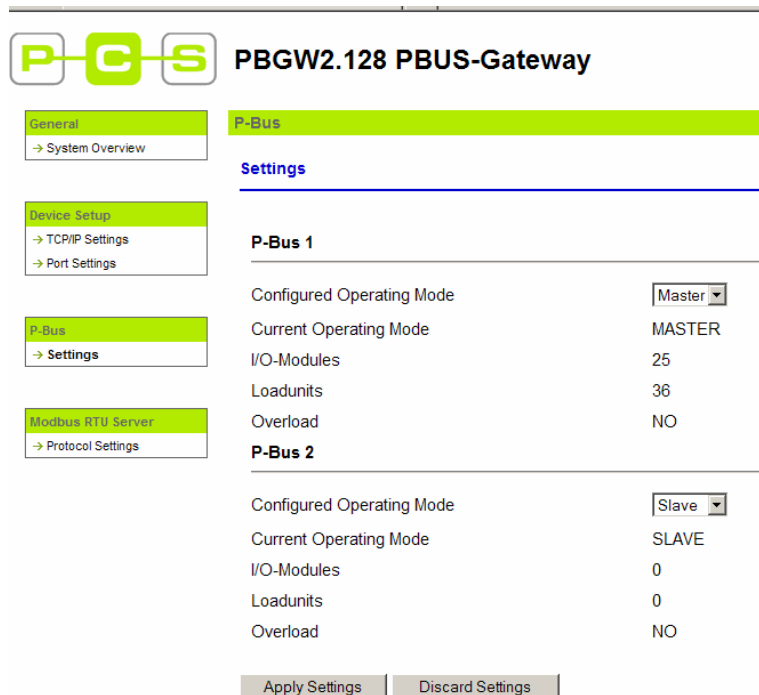 P C S
PBGW2.128 PBUS-Gateway
General
→ System Overview
Device Setup
→ TCP/IP Settings
→ Port Settings
P-Bus
→ Settings
Modbus RTU Server
→ Protocol Settings
P-Bus
Settings
P-Bus 1
Configured Operating Mode Master
Current Operating Mode MASTER
I/O-Modules 25
Loadunits 36
Overload NO
P-Bus 2
Configured Operating Mode Slave
Current Operating Mode SLAVE
I/O-Modules 0
Loadunits 0
Overload NO
Apply Settings Discard Settings